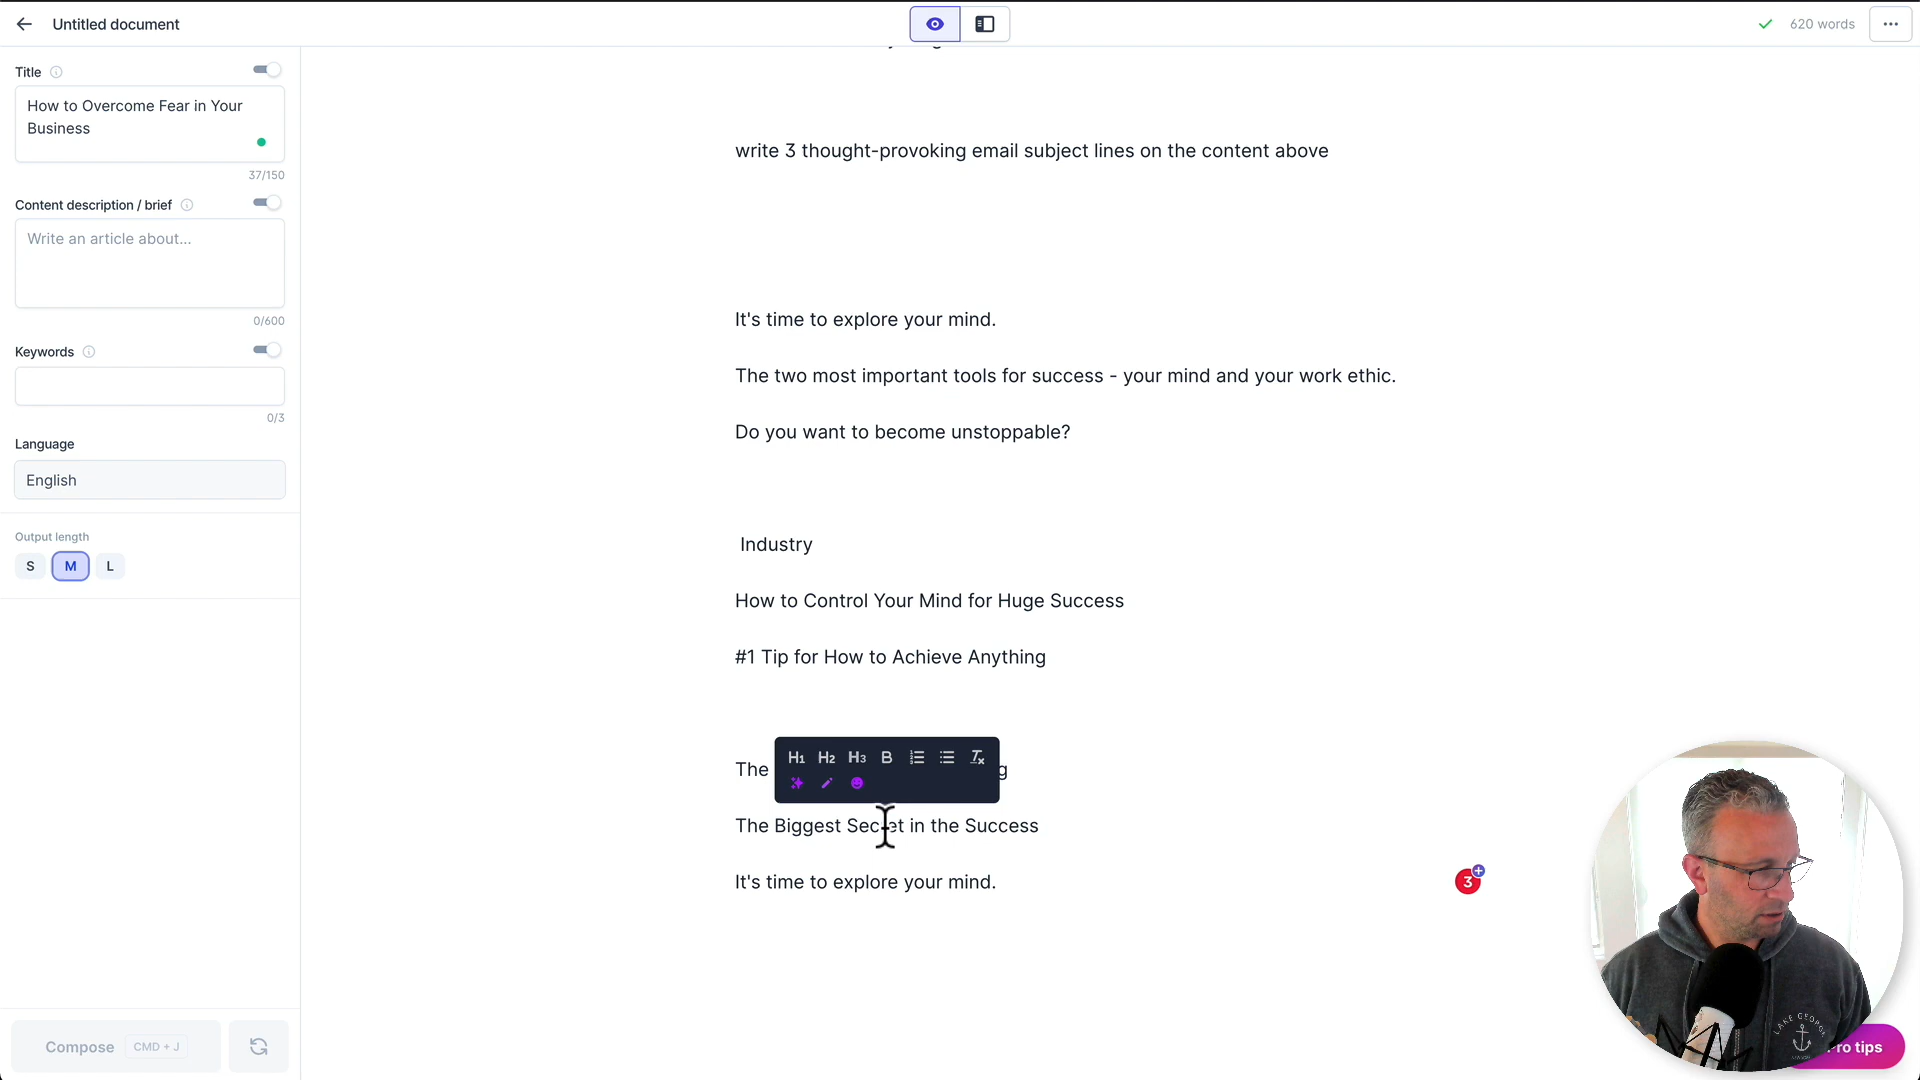 Untitled document
620 words
Title
How to Overcome Fear in Your
Business
37/150
Content description / brief
Write an article about...
0/600
Keywords
0/3
Language
English
Output length
S M L
Compose CMD + J
write 3 thought-provoking email subject lines on the content above
It's time to explore your mind.
The two most important tools for success - your mind and your work ethic.
Do you want to become unstoppable?
Industry
How to Control Your Mind for Huge Success
#1 Tip for How to Achieve Anything
H1 H2 H3 B
The
The Biggest Secret in the Success
It's time to explore your mind.
3
LAKE GEORGE
ro tips